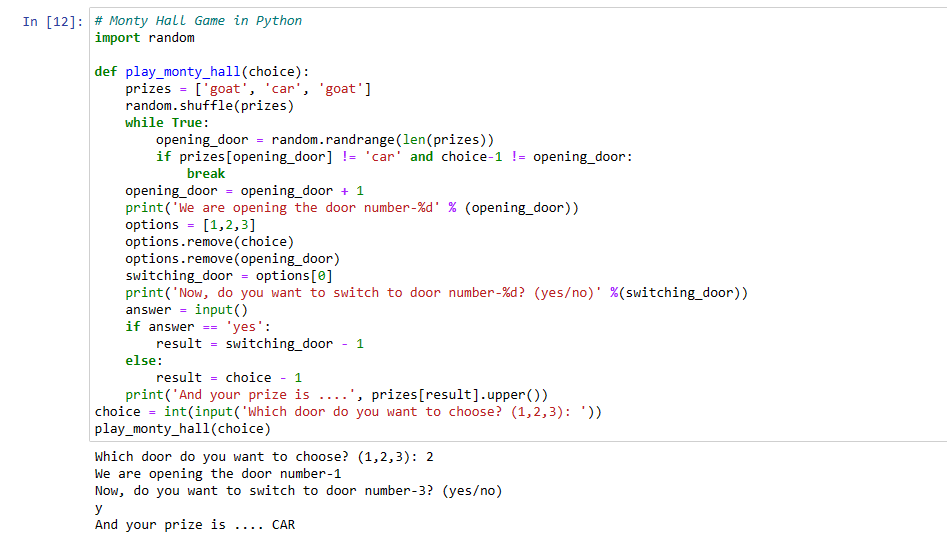 In [12]: # Monty Hall Game in Python
import random

def play_monty_hall(choice):
    prizes = ['goat', 'car', 'goat']
    random.shuffle(prizes)
    while True:
        opening_door = random.randrange(len(prizes))
        if prizes[opening_door] != 'car' and choice-1 != opening_door:
            break
    opening_door = opening_door + 1
    print('We are opening the door number-%d' % (opening_door))
    options = [1,2,3]
    options.remove(choice)
    options.remove(opening_door)
    switching_door = options[0]
    print('Now, do you want to switch to door number-%d? (yes/no)' %(switching_door))
    answer = input()
    if answer == 'yes':
        result = switching_door - 1
    else:
        result = choice - 1
    print('And your prize is ....', prizes[result].upper())
choice = int(input('Which door do you want to choose? (1,2,3): '))
play_monty_hall(choice)
Which door do you want to choose? (1,2,3): 2
We are opening the door number-1
Now, do you want to switch to door number-3? (yes/no)
y
And your prize is .... CAR